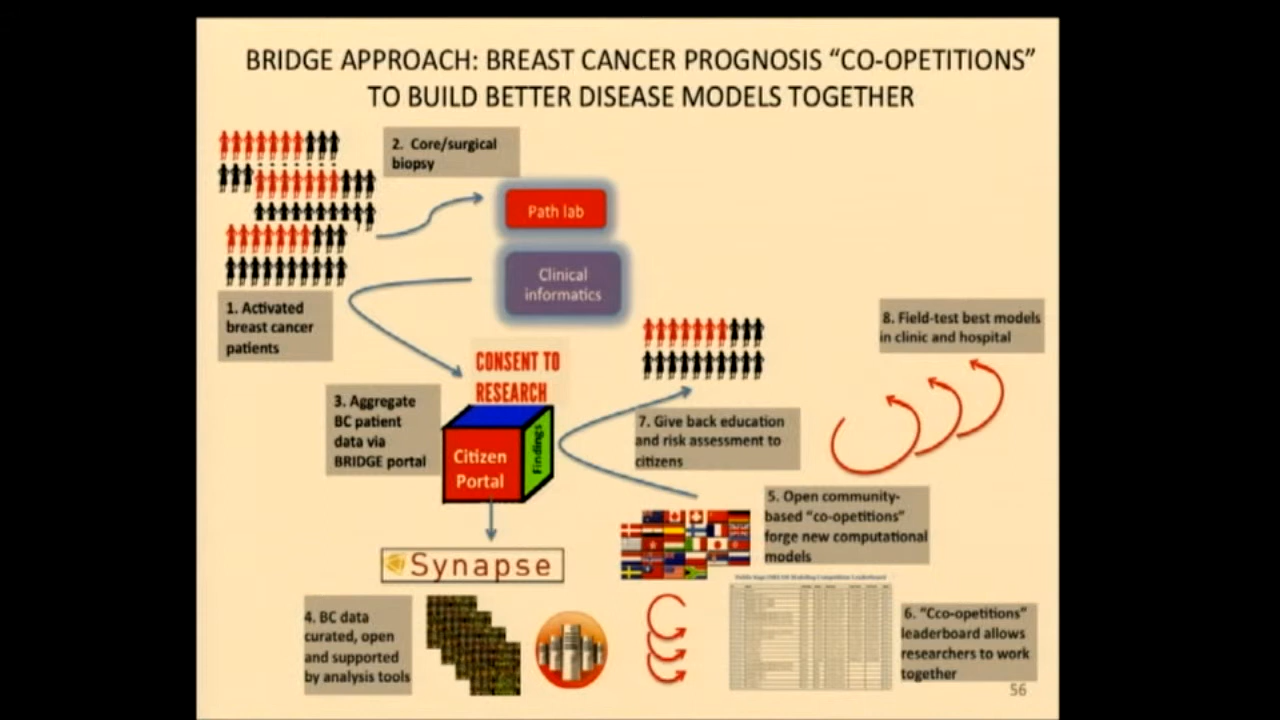 BRIDGE APPROACH: BREAST CANCER PROGNOSIS “CO-OPETITIONS”
TO BUILD BETTER DISEASE MODELS TOGETHER
2. Core/surgical
biopsy
Path lab
Clinical
informatics
1. Activated
breast cancer
patients
8. Field-test best models
in clinic and hospital
CONSENT TO
RESEARCH
3. Aggregate
BC patient
data via
BRIDGE portal
Citizen
Portal
Findings
7. Give back education
and risk assessment to
citizens
5. Open community-
based “co-opetitions”
forge new computational
models
Synapse
4. BC data
curated, open
and supported
by analysis tools
6. “Cco-opetitions”
leaderboard allows
researchers to work
together
56